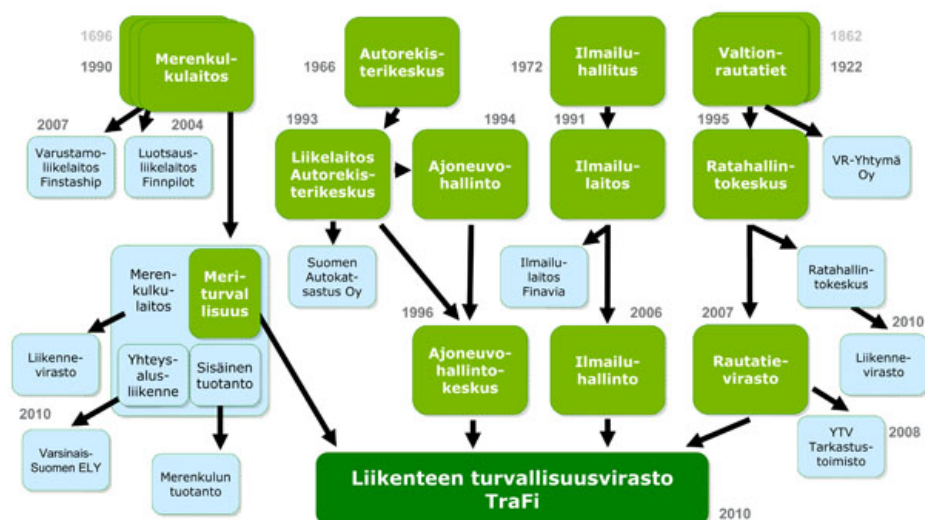 1696
1990
Merenkul-
kulaitos
1966
Autorekis-
terikeskus
1972
Ilmailu-
hallitus
Valtion-
rautatiet
1862
1922
2007
2004
1993
1994
1991
1995
Varustamo-
liikelaitos
Finstaship
Luotsaus-
liikelaitos
Finnpilot
Liikelaitos
Autorekis-
terikeskus
Ajoneuvo-
hallinto
Ilmailu-
laitos
Ratahallin-
tokeskus
VR-Yhtymä
Oy
Meren-
kulku-
laitos
Meri-
turval
lisuus
Suomen
Autokat-
sastus Oy
Ilmailu-
laitos
Finavia
Ratahallin-
tokeskus
1996
2006
2007
2010
Liikenne-
virasto
Yhteys-
alus-
liikenne
Sisäinen
tuotanto
Ajoneuvo-
hallinto-
keskus
Ilmailu-
hallinto
Rautatie-
virasto
Liikenne-
virasto
2010
Varsinais-
Suomen ELY
Merenkulun
tuotanto
YTV
Tarkastus-
toimisto
2008
Liikenteen turvallisuusvirasto
TraFi
2010